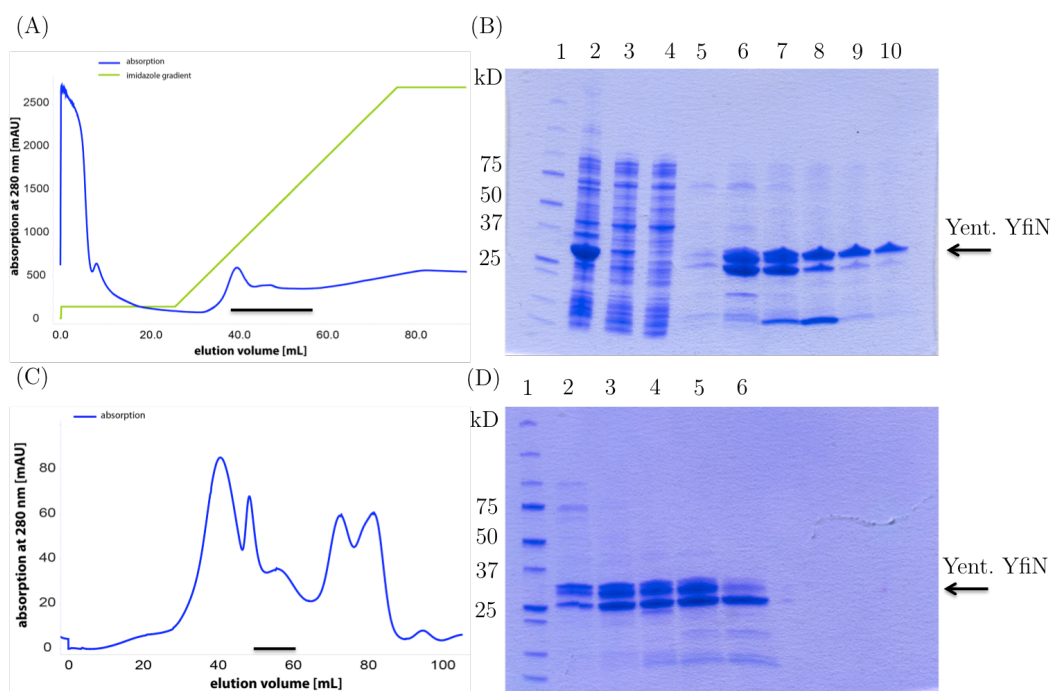 (A)
absorption
imidazole gradient
absorption at 280 nm [mAU]
2500
2000
1500
1000
500
0
0.0 20.0 40.0 60.0 80.0
elution volume [mL]
(B)
1 2 3 4 5 6 7 8 9 10
kD
75
50
37
25
Yent. YfiN
(C)
absorption
absorption at 280 nm [mAU]
80
60
40
20
0
0 20 40 60 80 100
elution volume [mL]
(D)
1 2 3 4 5 6
kD
75
50
37
25
Yent. YfiN